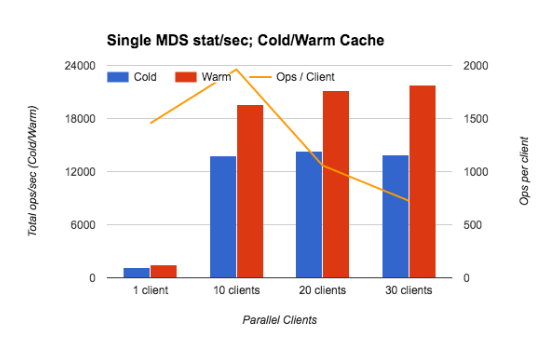 Single MDS stat/sec; Cold/Warm Cache
24000
18000
12000
6000
0
Cold
Warm
Ops / Client
2000
1500
1000
500
0
Total ops/sec (Cold/Warm)
Ops per client
1 client
10 clients
20 clients
30 clients
Parallel Clients